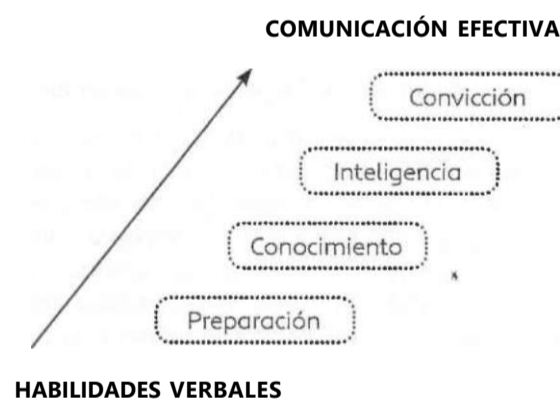 COMUNICACIÓN EFECTIVA
Convicción
Inteligencia
Conocimiento
Preparación
HABILIDADES VERBALES